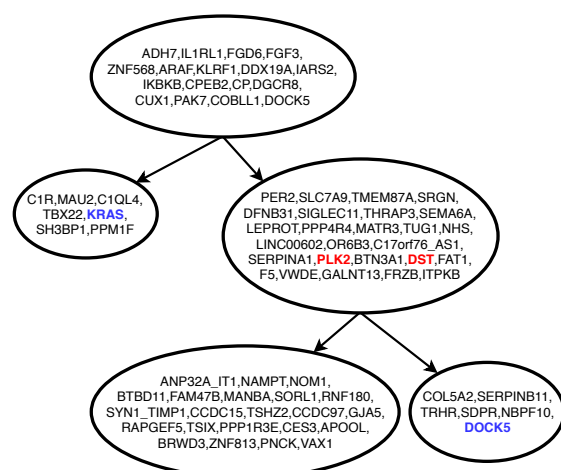 ADH7,IL1RL1,FGD6,FGF3,
ZNF568,ARAF,KLRF1,DDX19A,IARS2,
IKBKB,CPEB2,CP,DGCR8,
CUX1,PAK7,COBLL1,DOCK5
C1R,MAU2,C1QL4,
TBX22,KRAS,
SH3BP1,PPM1F
PER2,SLC7A9,TMEM87A,SRGN,
DFNB31,SIGLEC11,THRAP3,SEMA6A,
LEPROT,PPP4R4,MATR3,TUG1,NHS,
LINC00602,OR6B3,C17orf76_AS1,
SERPINA1,PLK2,BTN3A1,DST,FAT1,
F5,VWDE,GALNT13,FRZB,ITPKB
ANP32A_IT1,NAMPT,NOM1,
BTBD11,FAM47B,MANBA,SORL1,RNF180,
SYN1_TIMP1,CCDC15,TSHZ2,CCDC97,GJA5,
RAPGEF5,TSIX,PPP1R3E,CES3,APOOL,
BRWD3,ZNF813,PNCK,VAX1
COL5A2,SERPINB11,
TRHR,SDPR,NBPF10,
DOCK5